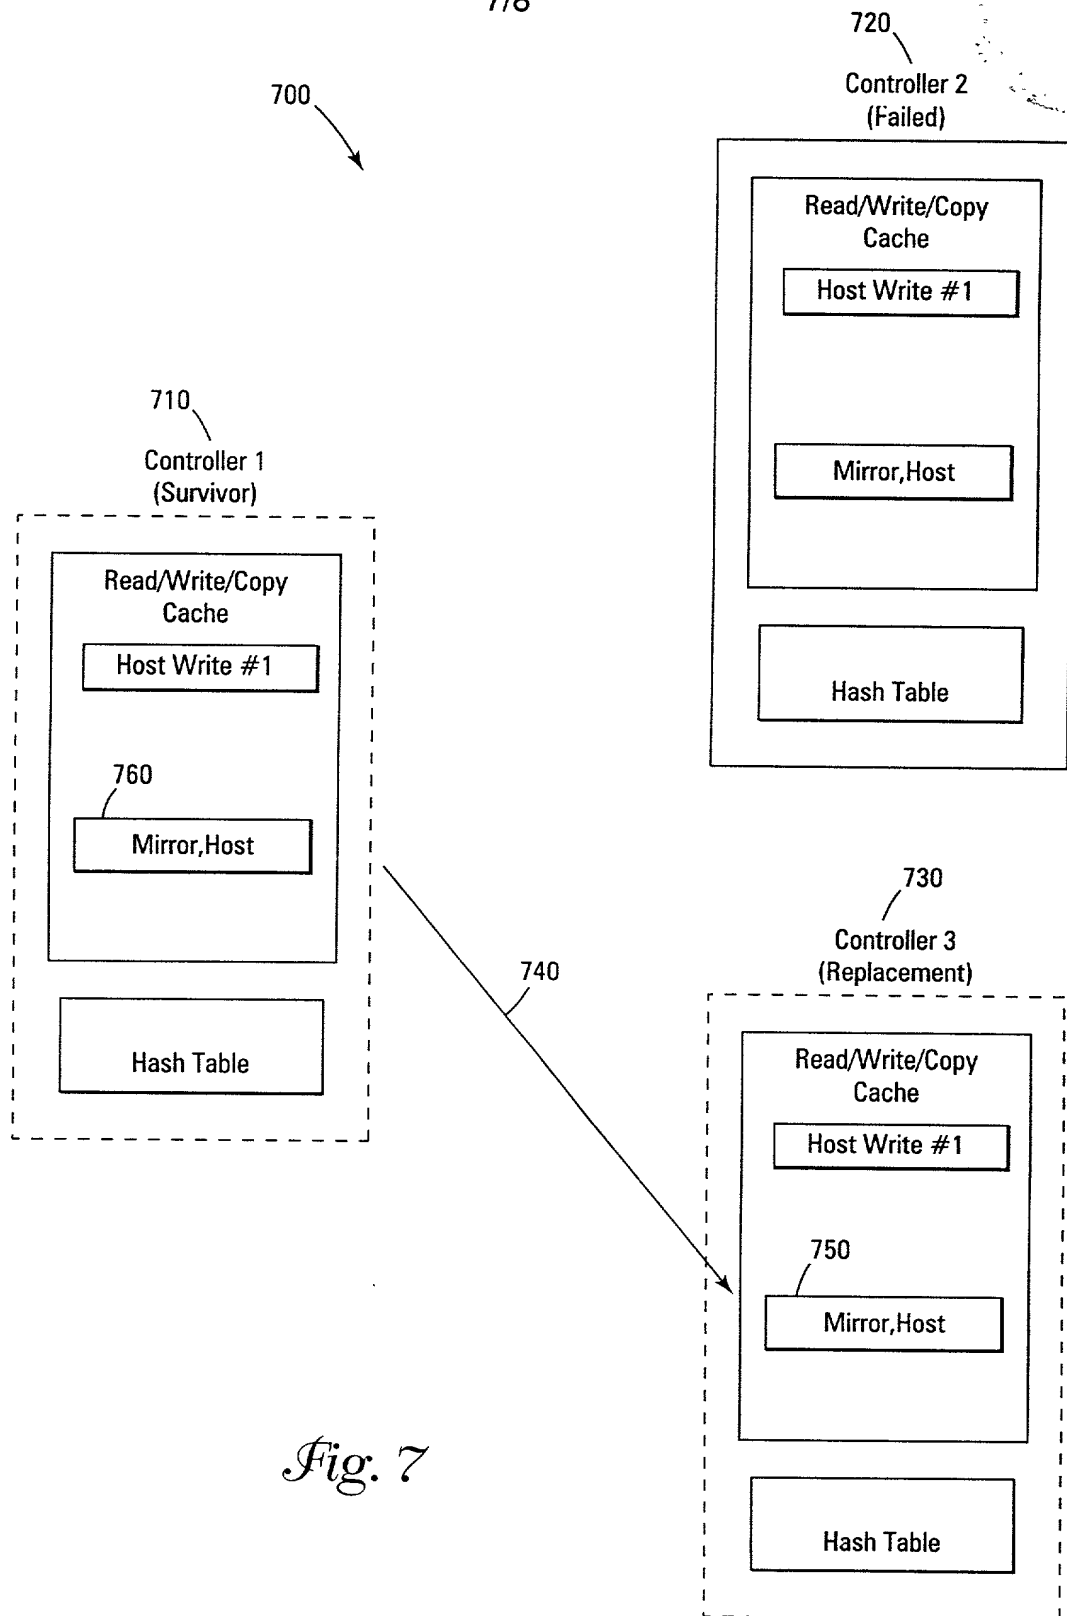 7/8
720
Controller 2
(Failed)
700
Read/Write/Copy
Cache
Host Write #1
Mirror,Host
Hash Table
710
Controller 1
(Survivor)
Read/Write/Copy
Cache
Host Write #1
760
Mirror,Host
Hash Table
740
730
Controller 3
(Replacement)
Read/Write/Copy
Cache
Host Write #1
750
Mirror,Host
Hash Table
Fig. 7